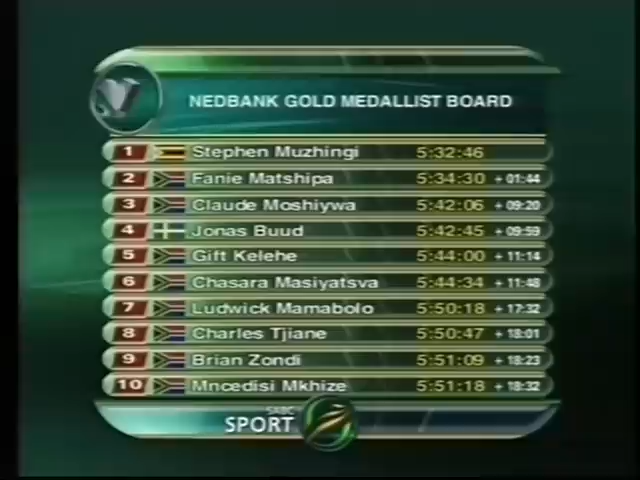 NEDBANK GOLD MEDALLIST BOARD
1 Stephen Muzhingi 5:32:46
2 Fanie Matshipa 5:34:30 + 01:44
3 Claude Moshiywa 5:42:06 + 09:20
4 Jonas Buud 5:42:45 + 09:59
5 Gift Kelehe 5:44:00 + 11:14
6 Chasara Masiyatsva 5:44:34 + 11:48
7 Ludwick Mamabolo 5:50:18 + 17:32
8 Charles Tjiane 5:50:47 + 18:01
9 Brian Zondi 5:51:09 + 18:23
10 Mncedisi Mkhize 5:51:18 + 18:32
SABC
SPORT